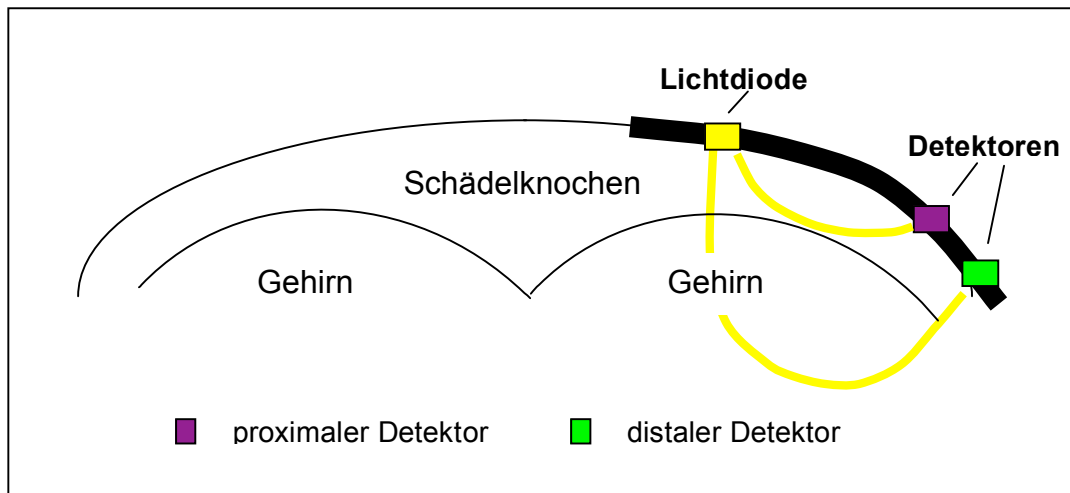 Lichtdiode
Detektoren
Schädelknochen
Gehirn
Gehirn
proximaler Detektor
distaler Detektor